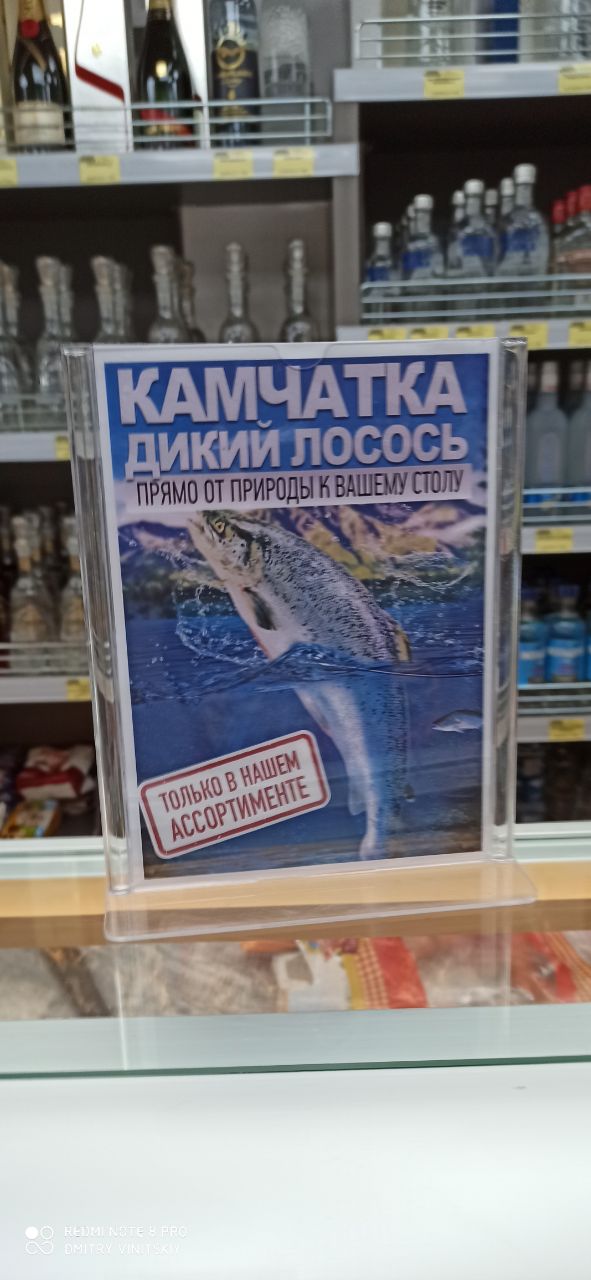 КАМЧАТКА
ДИКИЙ ЛОСОСЬ
ПРЯМО ОТ ПРИРОДЫ К ВАШЕМУ СТОЛУ
ТОЛЬКО В НАШЕМ
АССОРТИМЕНТЕ
REDMI NOTE 8 PRO
DMITRY VINITSKIY